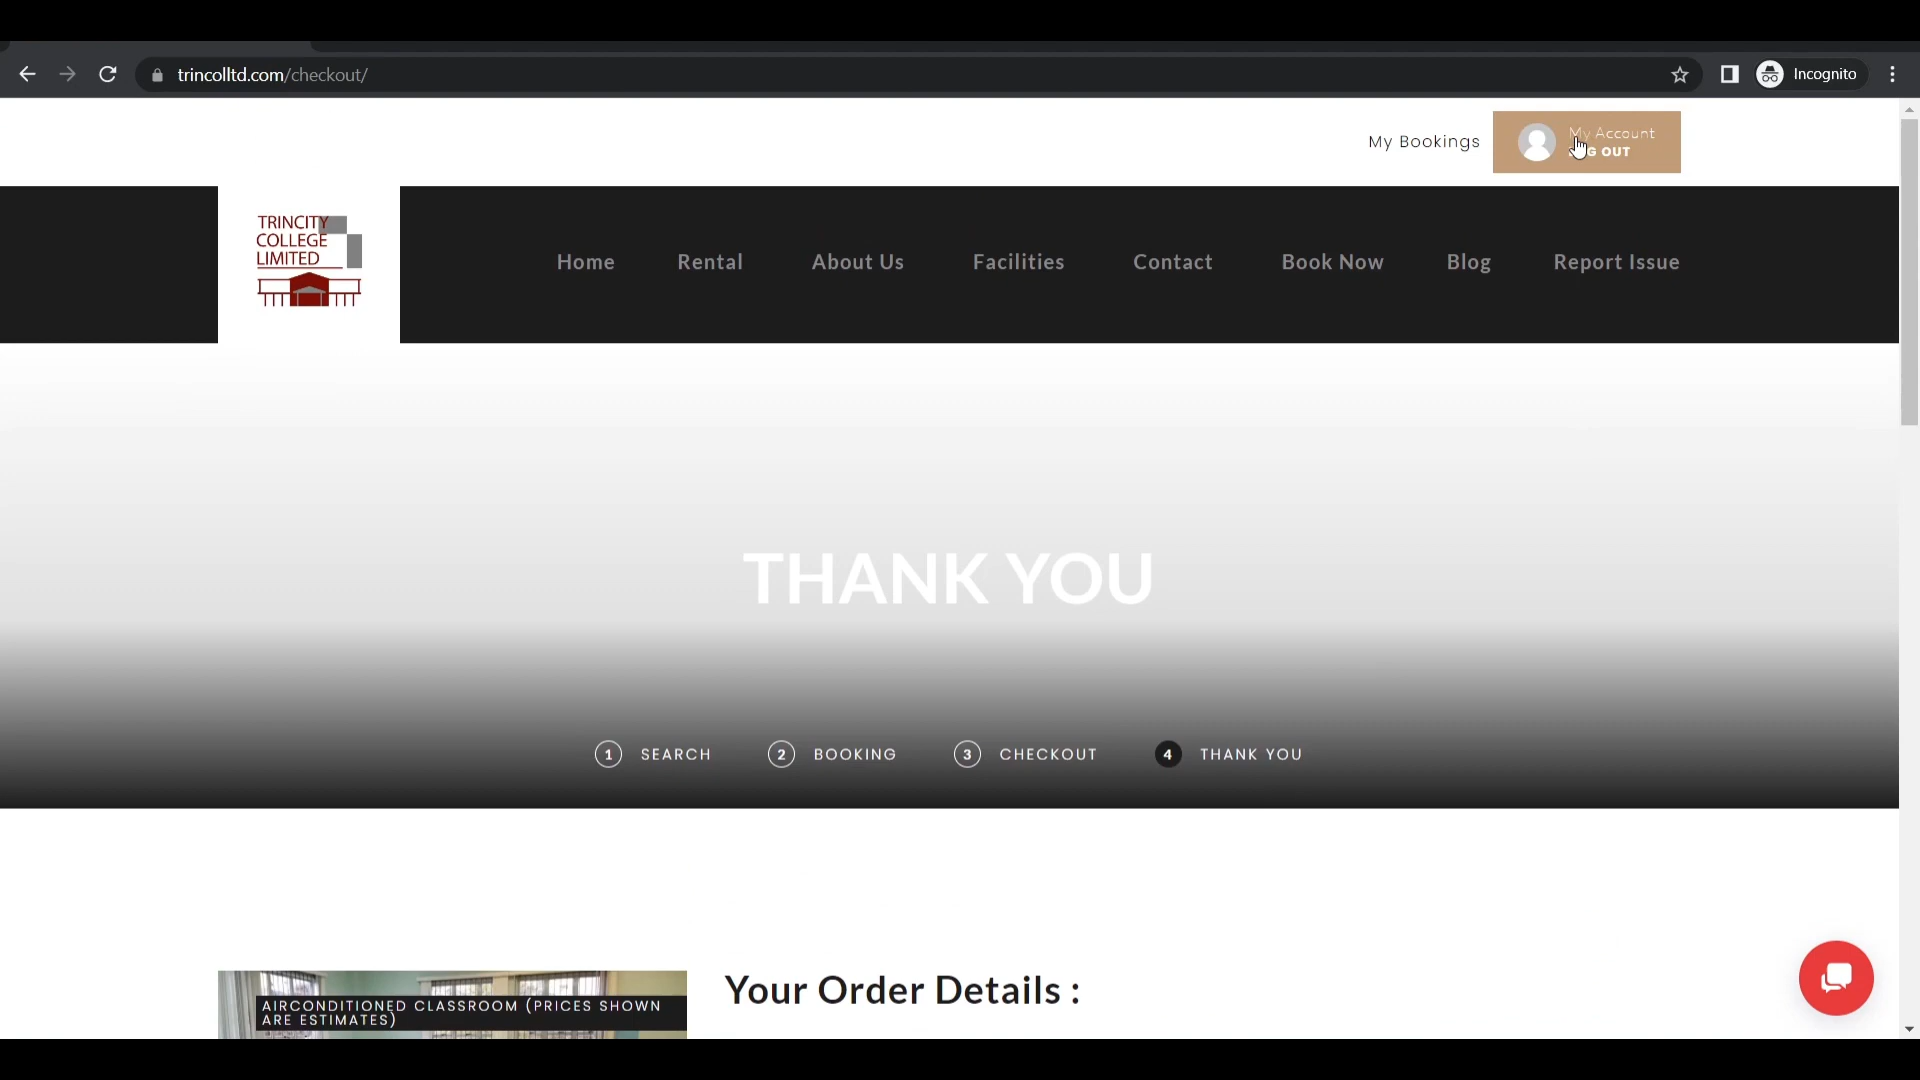 trincolltd.com/checkout/
Incognito
My Bookings
My Account
OUT
TRINCITY
COLLEGE
LIMITED
Home
Rental
About Us
Facilities
Contact
Book Now
Blog
Report Issue
THANK YOU
1 SEARCH
2 BOOKING
3 CHECKOUT
4 THANK YOU
AIRCONDITIONED CLASSROOM (PRICES SHOWN
ARE ESTIMATES)
Your Order Details :